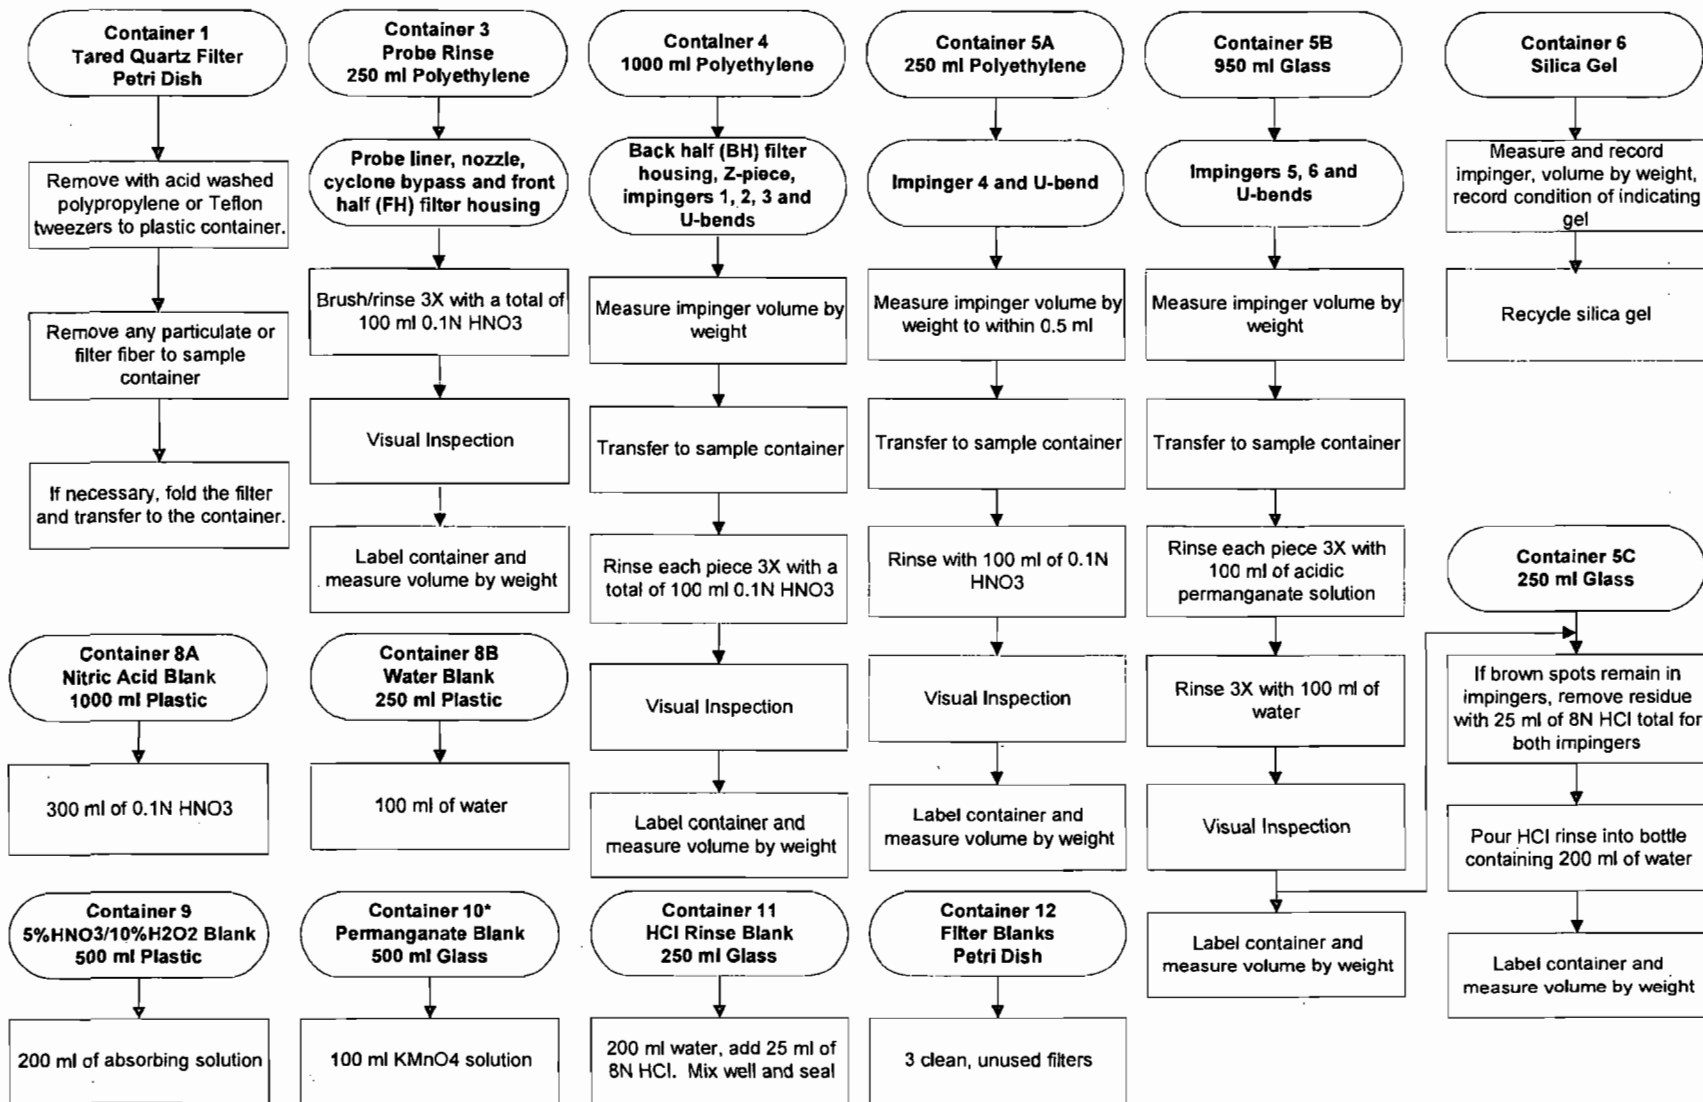 Container 1
Tared Quartz Filter
Petri Dish
Remove with acid washed
polypropylene or Teflon
tweezers to plastic container.
Remove any particulate or
filter fiber to sample
container
If necessary, fold the filter
and transfer to the container.
Container 3
Probe Rinse
250 ml Polyethylene
Probe liner, nozzle,
cyclone bypass and front
half (FH) filter housing
Brush/rinse 3X with a total of
100 ml 0.1N HNO3
Visual Inspection
Label container and
measure volume by weight
Container 4
1000 ml Polyethylene
Back half (BH) filter
housing, Z-piece,
impingers 1, 2, 3 and
U-bends
Measure impinger volume by
weight
Transfer to sample container
Rinse each piece 3X with a
total of 100 ml 0.1N HNO3
Visual Inspection
Label container and
measure volume by weight
Container 5A
250 ml Polyethylene
Impinger 4 and U-bend
Measure impinger volume by
weight to within 0.5 ml
Transfer to sample container
Rinse with 100 ml of 0.1N
HNO3
Visual Inspection
Label container and
measure volume by weight
Container 5B
950 ml Glass
Impingers 5, 6 and
U-bends
Measure impinger volume by
weight
Transfer to sample container
Rinse each piece 3X with
100 ml of acidic
permanganate solution
Rinse 3X with 100 ml of
water
Visual Inspection
Label container and
measure volume by weight
Container 6
Silica Gel
Measure and record
impinger, volume by weight,
record condition of indicating
gel
Recycle silica gel
Container 5C
250 ml Glass
If brown spots remain in
impingers, remove residue
with 25 ml of 8N HCl total for
both impingers
Pour HCl rinse into bottle
containing 200 ml of water
Label container and
measure volume by weight
Container 8A
Nitric Acid Blank
1000 ml Plastic
300 ml of 0.1N HNO3
Container 8B
Water Blank
250 ml Plastic
100 ml of water
Container 9
5%HNO3/10%H2O2 Blank
500 ml Plastic
200 ml of absorbing solution
Container 10*
Permanganate Blank
500 ml Glass
100 ml KMnO4 solution
Container 11
HCl Rinse Blank
250 ml Glass
200 ml water, add 25 ml of
8N HCl. Mix well and seal
Container 12
Filter Blanks
Petri Dish
3 clean, unused filters